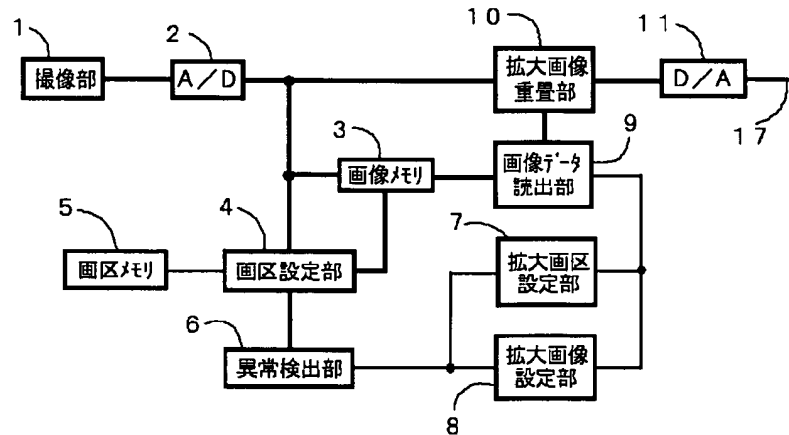 1
撮像部
2
A／D
10
拡大画像
重畳部
11
D／A
17
3
画像メモリ
9
画像データ
読出部
5
画区メモリ
4
画区設定部
7
拡大画区
設定部
6
異常検出部
拡大画像
設定部
8